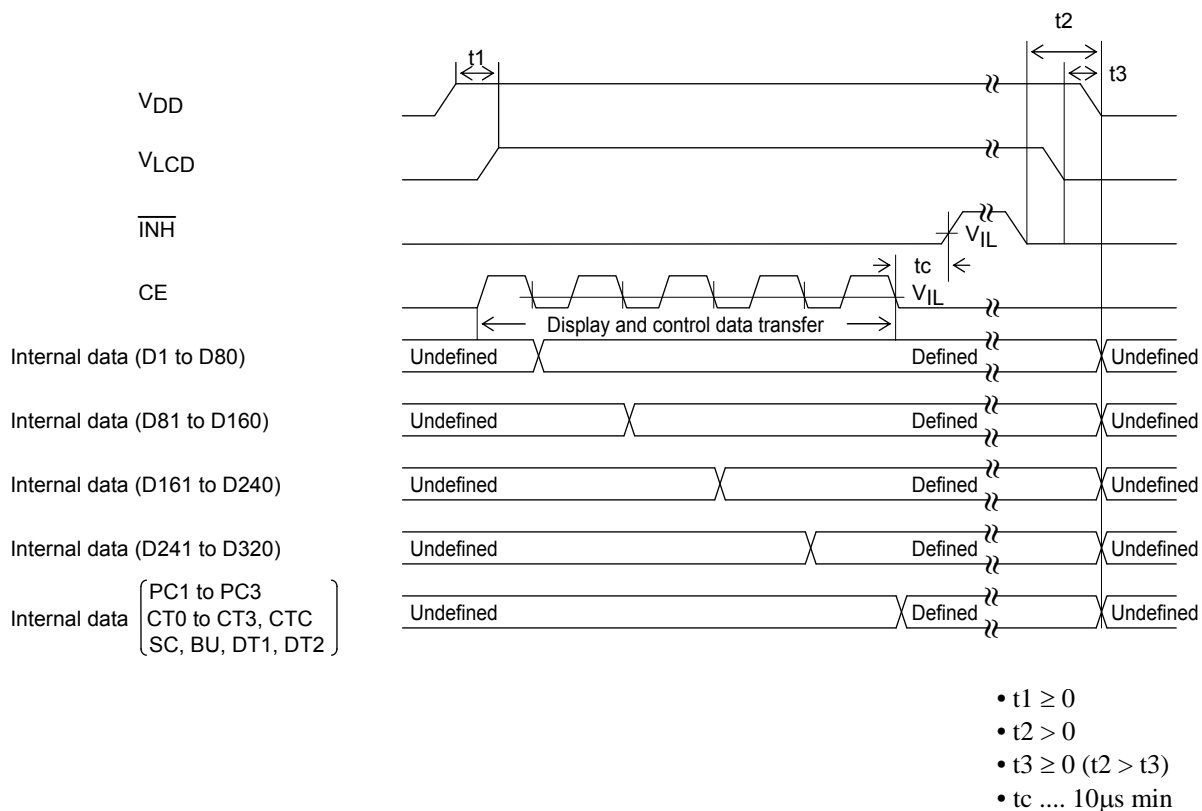 t2
t1
t3
VDD
VLCD
INH
VIL
tc
CE
VIL
Display and control data transfer
Internal data (D1 to D80) Undefined Defined Undefined
Internal data (D81 to D160) Undefined Defined Undefined
Internal data (D161 to D240) Undefined Defined Undefined
Internal data (D241 to D320) Undefined Defined Undefined
PC1 to PC3
Internal data CT0 to CT3, CTC Undefined Defined Undefined
SC, BU, DT1, DT2
• t1 ≥ 0
• t2 > 0
• t3 ≥ 0 (t2 > t3)
• tc .... 10μs min